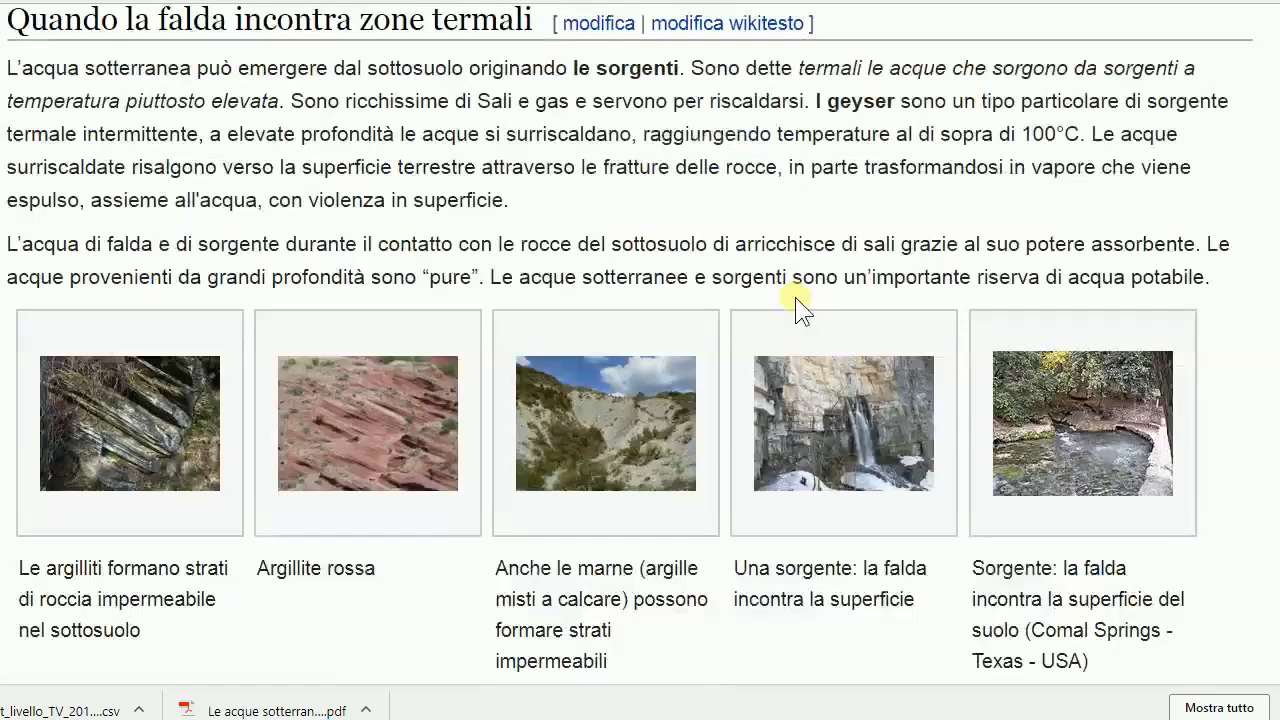 Quando la falda incontra zone termali [ modifica | modifica wikitesto ]
L’acqua sotterranea può emergere dal sottosuolo originando le sorgenti. Sono dette termali le acque che sorgono da sorgenti a
temperatura piuttosto elevata. Sono ricchissime di Sali e gas e servono per riscaldarsi. I geyser sono un tipo particolare di sorgente
termale intermittente, a elevate profondità le acque si surriscaldano, raggiungendo temperature al di sopra di 100°C. Le acque
surriscaldate risalgono verso la superficie terrestre attraverso le fratture delle rocce, in parte trasformandosi in vapore che viene
espulso, assieme all'acqua, con violenza in superficie.
L’acqua di falda e di sorgente durante il contatto con le rocce del sottosuolo di arricchisce di sali grazie al suo potere assorbente. Le
acque provenienti da grandi profondità sono “pure”. Le acque sotterranee e sorgenti sono un’importante riserva di acqua potabile.
Le argilliti formano strati
di roccia impermeabile
nel sottosuolo
Argillite rossa
Anche le marne (argille
misti a calcare) possono
formare strati
impermeabili
Una sorgente: la falda
incontra la superficie
Sorgente: la falda
incontra la superficie del
suolo (Comal Springs -
Texas - USA)
t_livello_TV_201....csv
Le acque sotterran....pdf
Mostra tutto